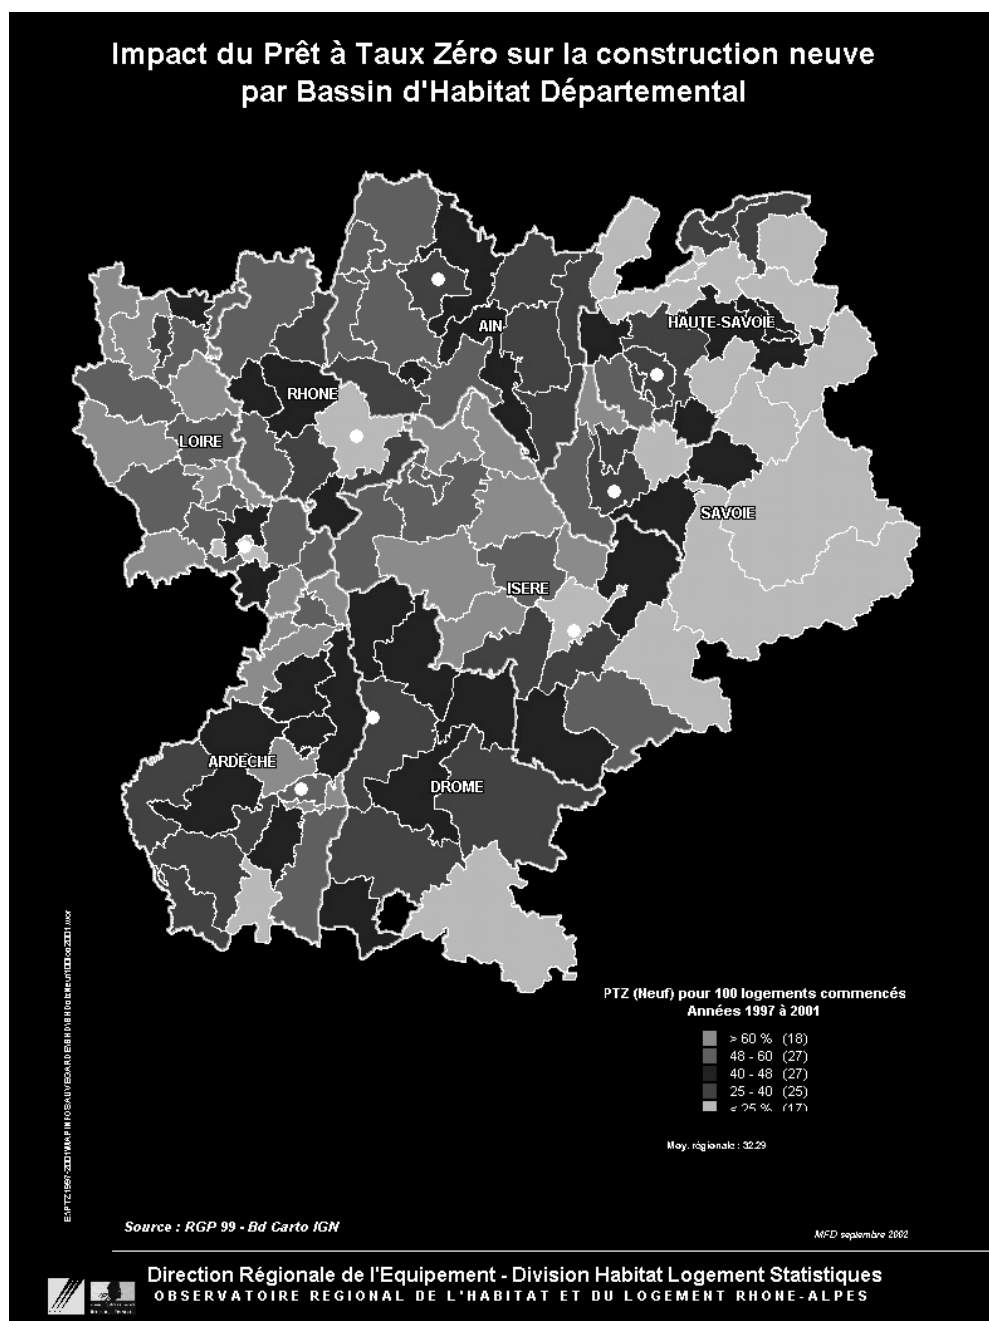 Impact du Prêt à Taux Zéro sur la construction neuve
par Bassin d'Habitat Départemental
AIN
HAUTE-SAVOIE
RHONE
LOIRE
SAVOIE
ISERE
ARDECHE
DROME
PTZ (Neuf) pour 100 logements commencés
Années 1997 à 2001
> 60 % (18)
48 - 60 (27)
40 - 48 (27)
25 - 40 (25)
< 25 % (17)
Moy. régionale : 32.29
Source : RGP 99 - Bd Carto IGN
MFD septembre 2002
Direction Régionale de l'Equipement - Division Habitat Logement Statistiques
OBSERVATOIRE REGIONAL DE L'HABITAT ET DU LOGEMENT RHONE-ALPES